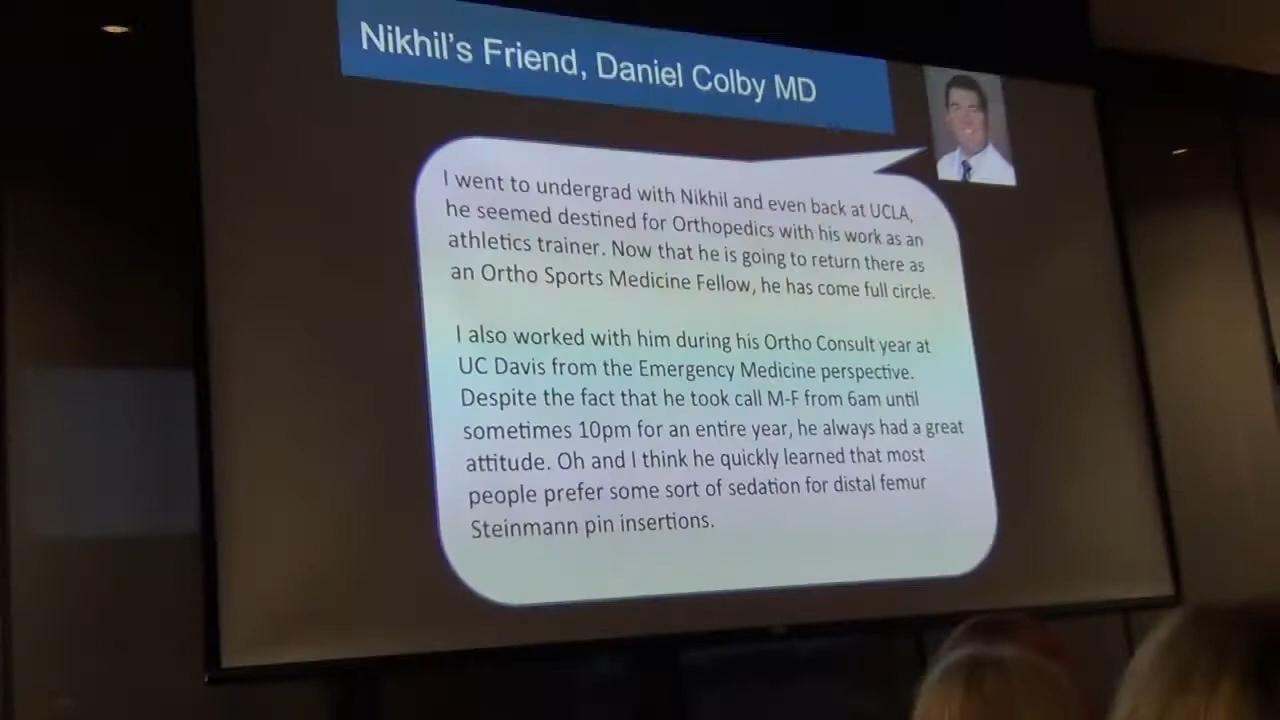 Nikhil's Friend, Daniel Colby MD
I went to undergrad with Nikhil and even back at UCLA,
he seemed destined for Orthopedics with his work as an
athletics trainer. Now that he is going to return there as
an Ortho Sports Medicine Fellow, he has come full circle.
I also worked with him during his Ortho Consult year at
UC Davis from the Emergency Medicine perspective.
Despite the fact that he took call M-F from 6am until
sometimes 10pm for an entire year, he always had a great
attitude. Oh and I think he quickly learned that most
people prefer some sort of sedation for distal femur
Steinmann pin insertions.